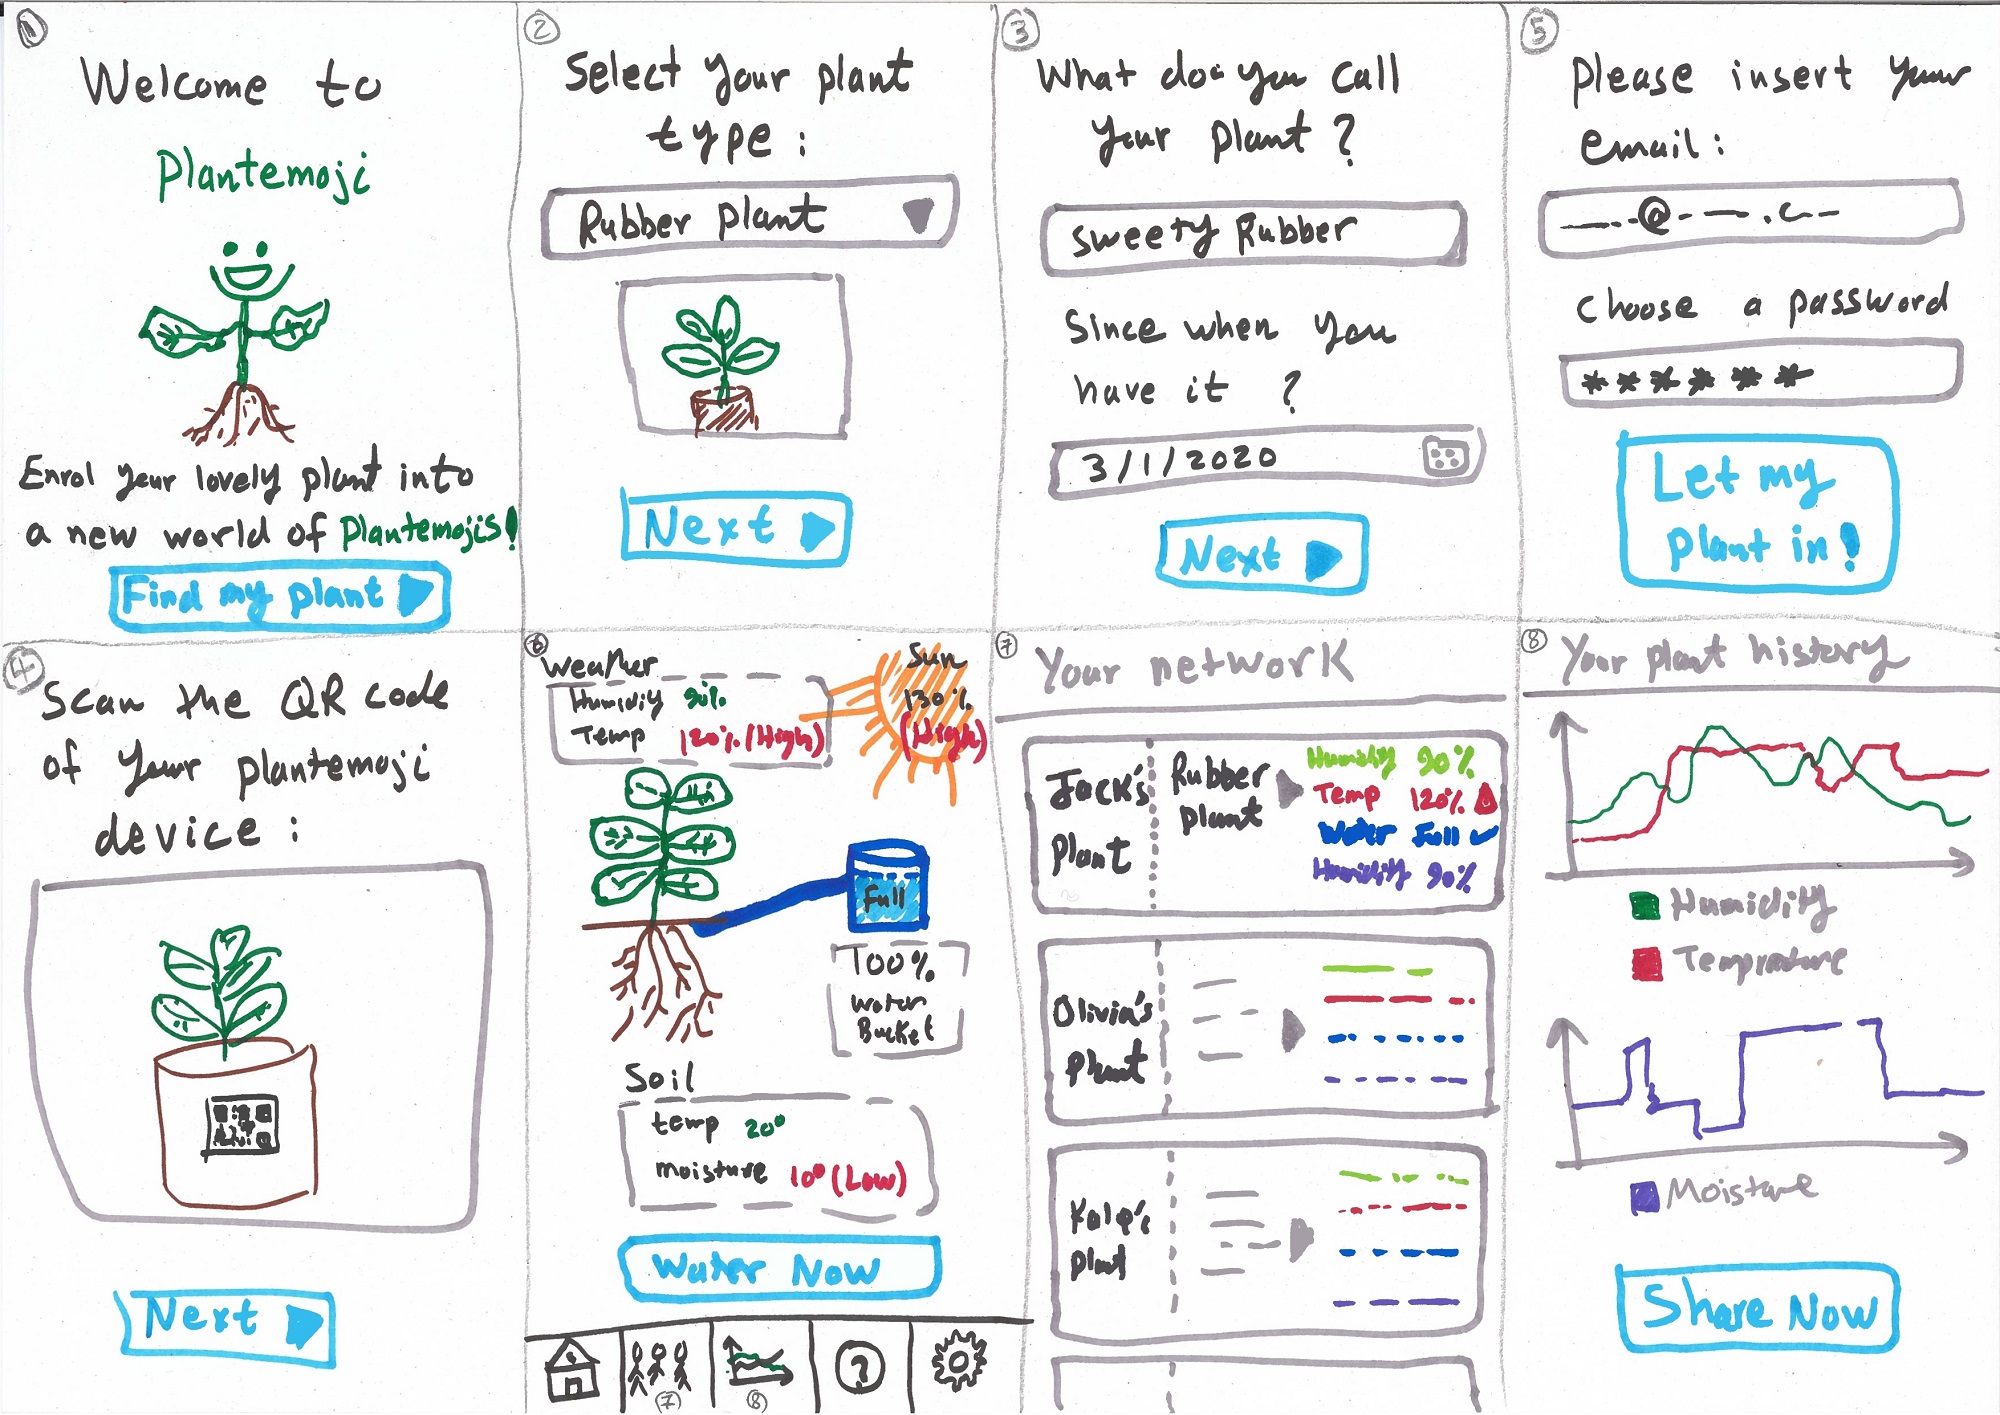 1
Welcome to
Plantemoji
Enrol your lovely plant into
a new world of Plantemojis!
Find my plant
2
Select your plant
type:
Rubber plant
Next
3
What do you call
your plant?
Sweety Rubber
Since when you
have it ?
3/1/2020
Next
5
Please insert your
email:
@
choose a password
******
Let my
plant in!
4
Scan the QR code
of your plantemoji
device:
Next
6
Weather
Humidity 90%
Temp 120% (High)
Sun
130%
(High)
Full
100%
Water
Bucket
Soil
temp 20°
moisture 10° (Low)
Water Now
7
8
?
7
Your network
Jack's
Plant
Rubber
plant
Humidity 90%
Temp 120%
Water Full
Humidity 90%
Olivia's
Plant
plant
8
Your plant history
Humidity
Temprature
Moisture
Share Now